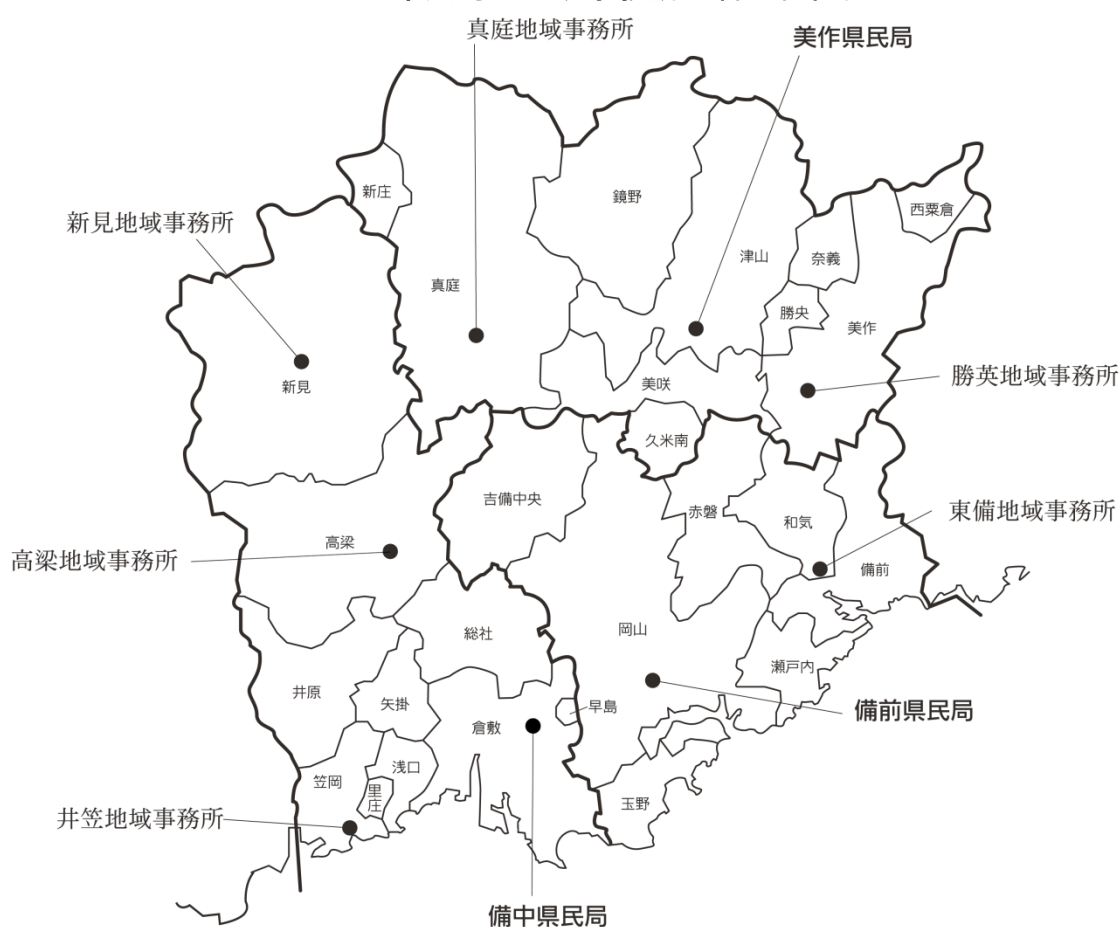 真庭地域事務所
美作県民局
新庄
鏡野
西粟倉
新見地域事務所
津山
奈義
真庭
勝央
美作
新見
美咲
勝英地域事務所
久米南
吉備中央
赤磐
和気
東備地域事務所
高梁
高梁地域事務所
備前
総社
岡山
瀬戸内
井原
矢掛
早島
備前県民局
倉敷
浅口
笠岡
里庄
玉野
井笠地域事務所
備中県民局